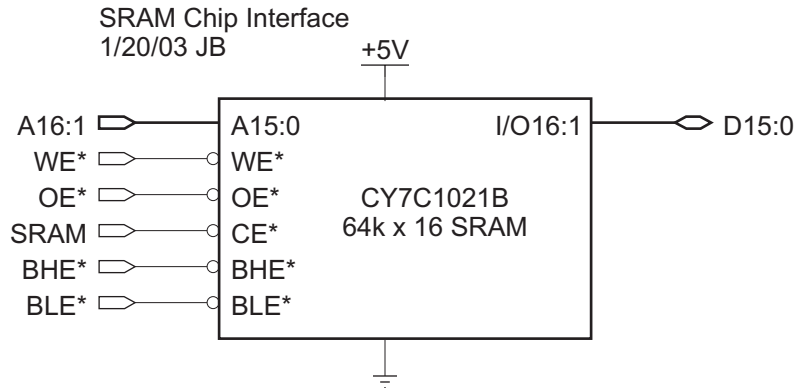 SRAM Chip Interface
1/20/03 JB
+5V
A16:1 A15:0 I/O16:1 D15:0
WE* WE*
OE* OE* CY7C1021B
SRAM CE* 64k x 16 SRAM
BHE* BHE*
BLE* BLE*